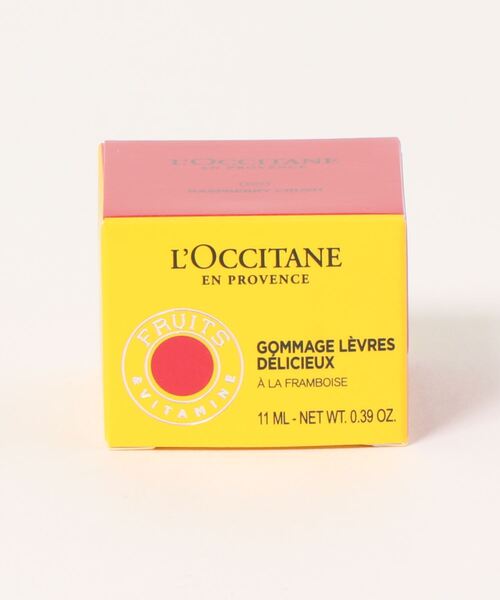 L'OCCITANE
EN PROVENCE
RASPBERRY CRUSH
L'OCCITANE
EN PROVENCE
FRUITS
& VITAMINE
GOMMAGE LÈVRES
DÉLICIEUX
À LA FRAMBOISE
11 ML - NET WT. 0.39 OZ.